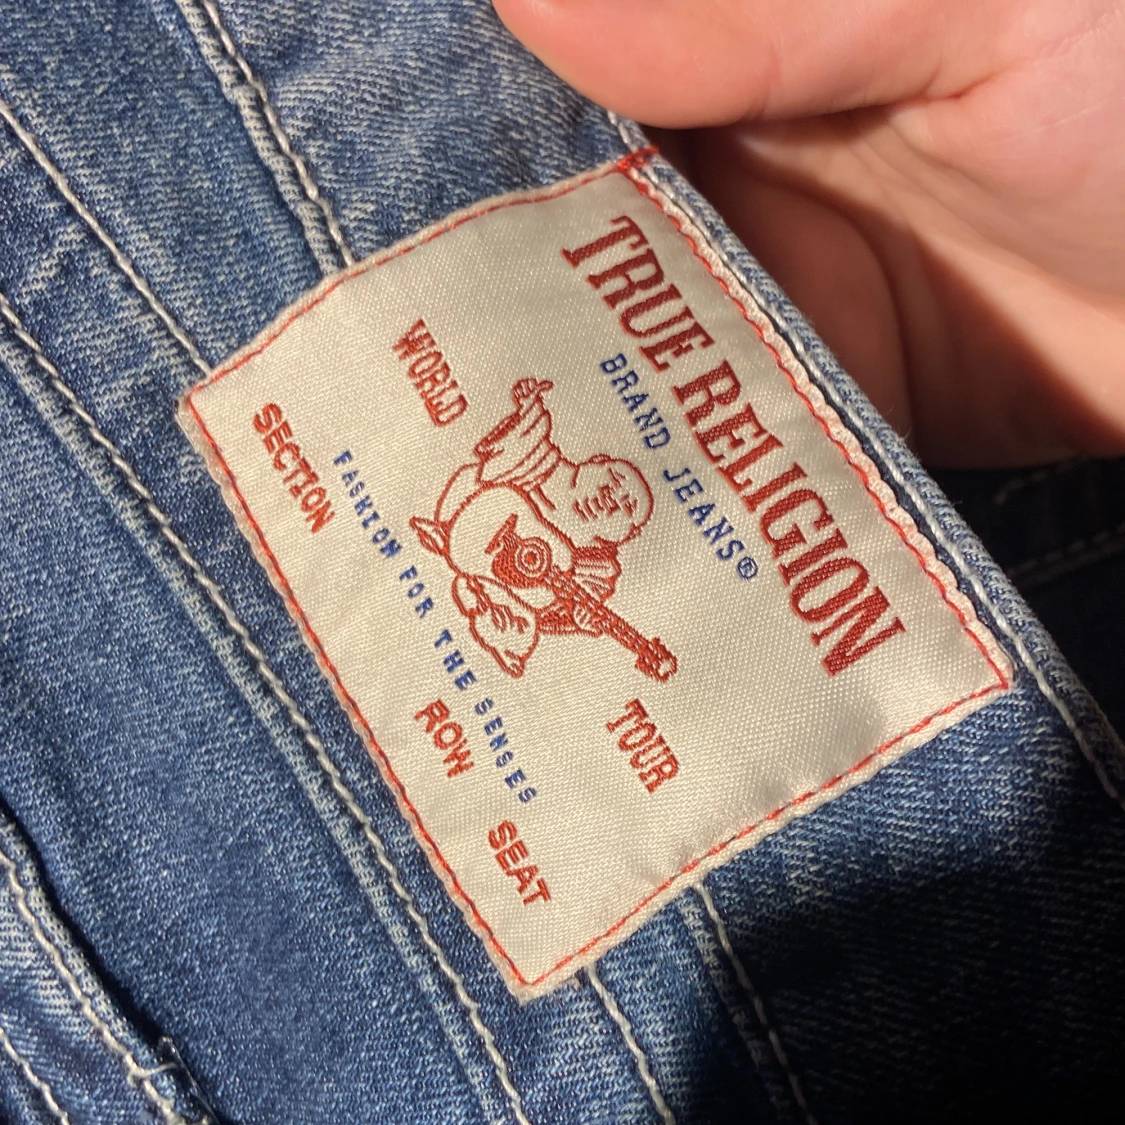 TRUE RELIGION
BRAND JEANS®
WORLD TOUR
FASHION FOR THE SENSES
SECTION ROW SEAT